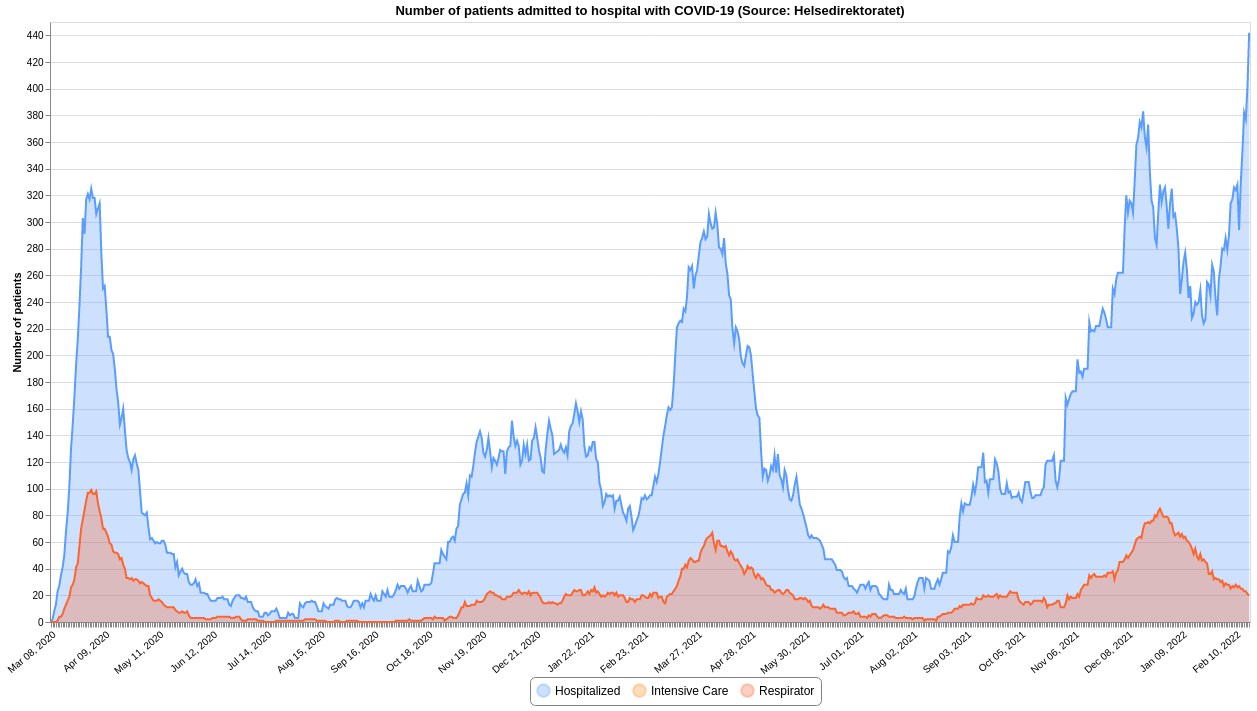 Number of patients admitted to hospital with COVID-19 (Source: Helsedirektoratet)
Number of patients
440
420
400
380
360
340
320
300
280
260
240
220
200
180
160
140
120
100
80
60
40
20
0
Mar 08, 2020
Apr 09, 2020
May 11, 2020
Jun 12, 2020
Jul 14, 2020
Aug 15, 2020
Sep 16, 2020
Oct 18, 2020
Nov 19, 2020
Dec 21, 2020
Jan 22, 2021
Feb 23, 2021
Mar 27, 2021
Apr 28, 2021
May 30, 2021
Jul 01, 2021
Aug 02, 2021
Sep 03, 2021
Oct 05, 2021
Nov 06, 2021
Dec 08, 2021
Jan 09, 2022
Feb 10, 2022
Hospitalized Intensive Care Respirator